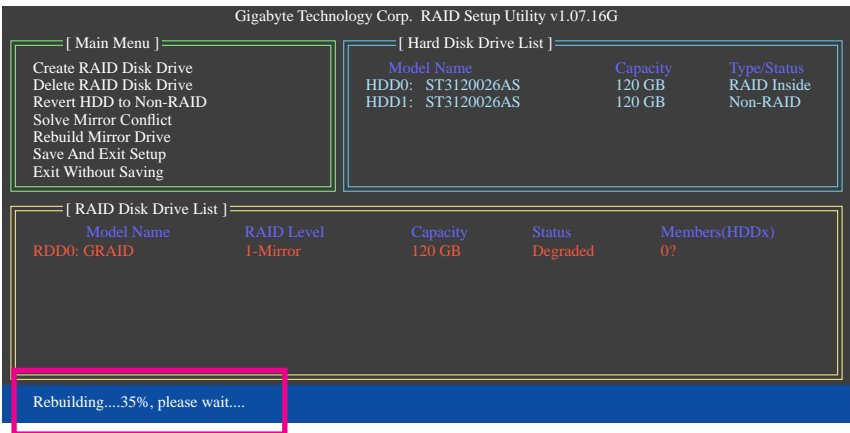 Gigabyte Technology Corp. RAID Setup Utility v1.07.16G
[ Main Menu ]
Create RAID Disk Drive
Delete RAID Disk Drive
Revert HDD to Non-RAID
Solve Mirror Conflict
Rebuild Mirror Drive
Save And Exit Setup
Exit Without Saving
[ Hard Disk Drive List ]
Model Name Capacity Type/Status
HDD0: ST3120026AS 120 GB RAID Inside
HDD1: ST3120026AS 120 GB Non-RAID
[ RAID Disk Drive List ]
Model Name RAID Level Capacity Status Members(HDDx)
RDD0: GRAID 1-Mirror 120 GB Degraded 0?
Rebuilding....35%, please wait....